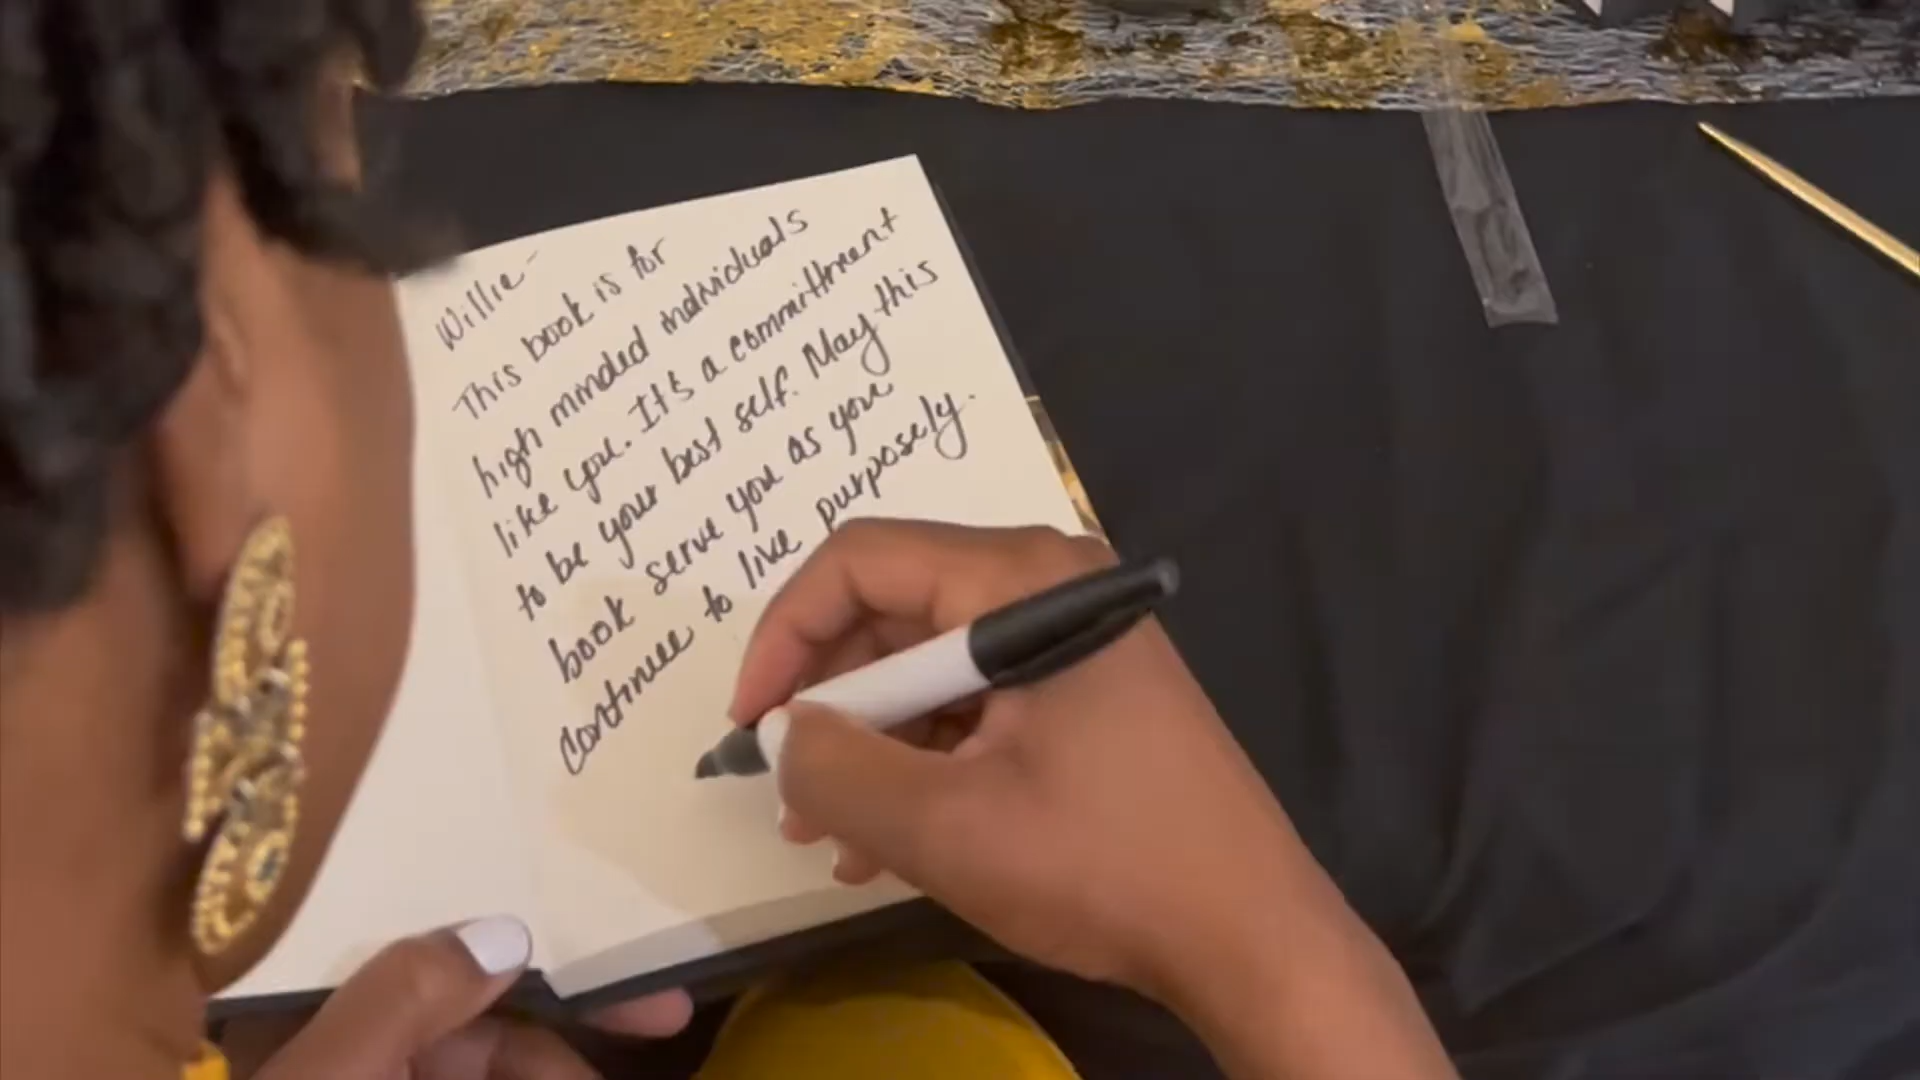 Willie-
This book is for
high minded individuals
like you. It's a committment
to be your best self. May this
book serve you as you
continue to live purposely.